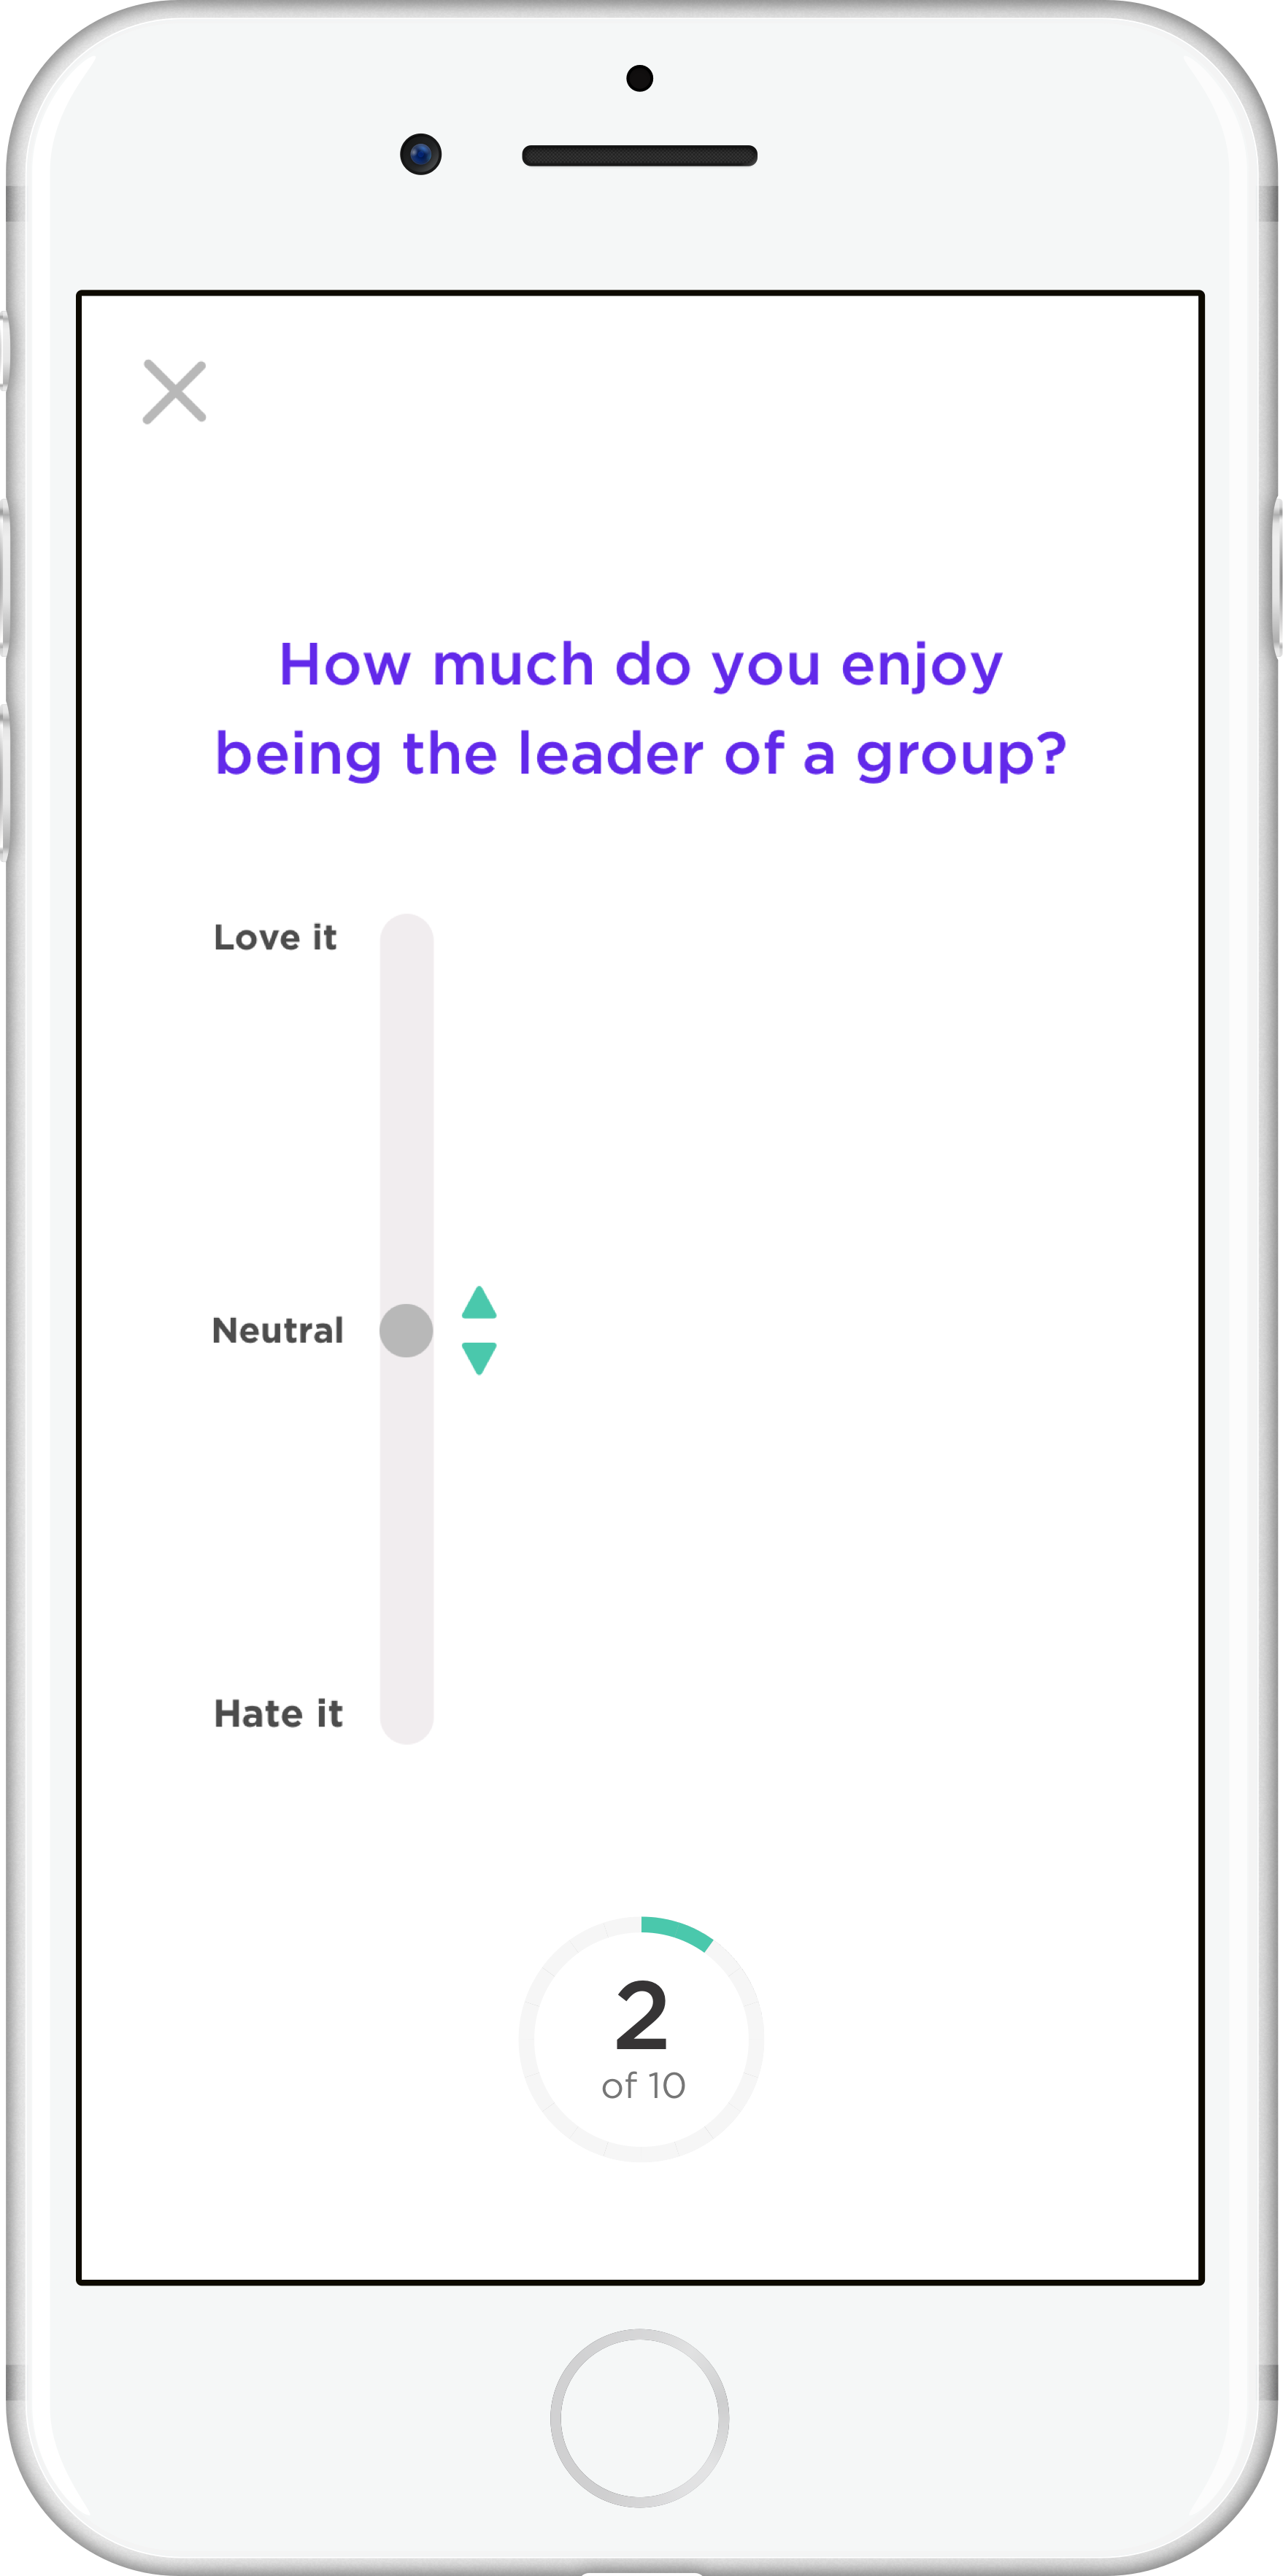 How much do you enjoy
being the leader of a group?
Love it
Neutral
Hate it
2
of 10